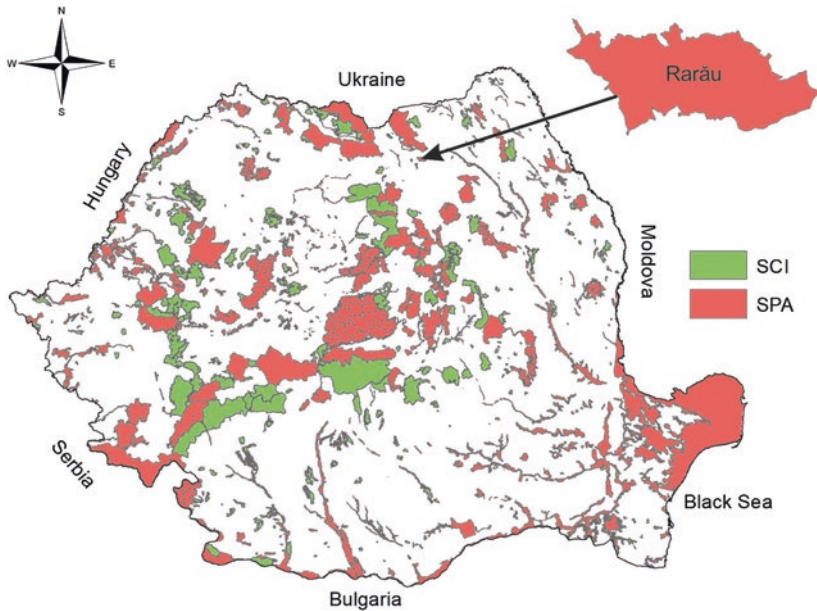 N
W E
S
Ukraine
Rarău
Hungary
Moldova
SCI
SPA
Serbia
Black Sea
Bulgaria